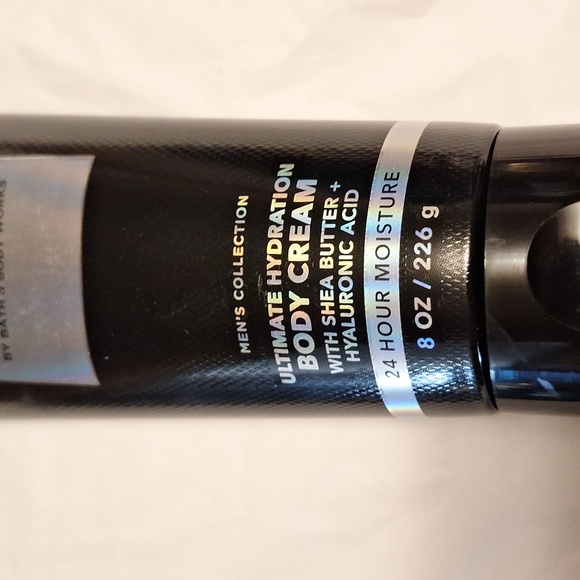 BY BATH & BODY WORKS
MEN'S COLLECTION
ULTIMATE HYDRATION
BODY CREAM
WITH SHEA BUTTER +
HYALURONIC ACID
24 HOUR MOISTURE
8 OZ / 226 g